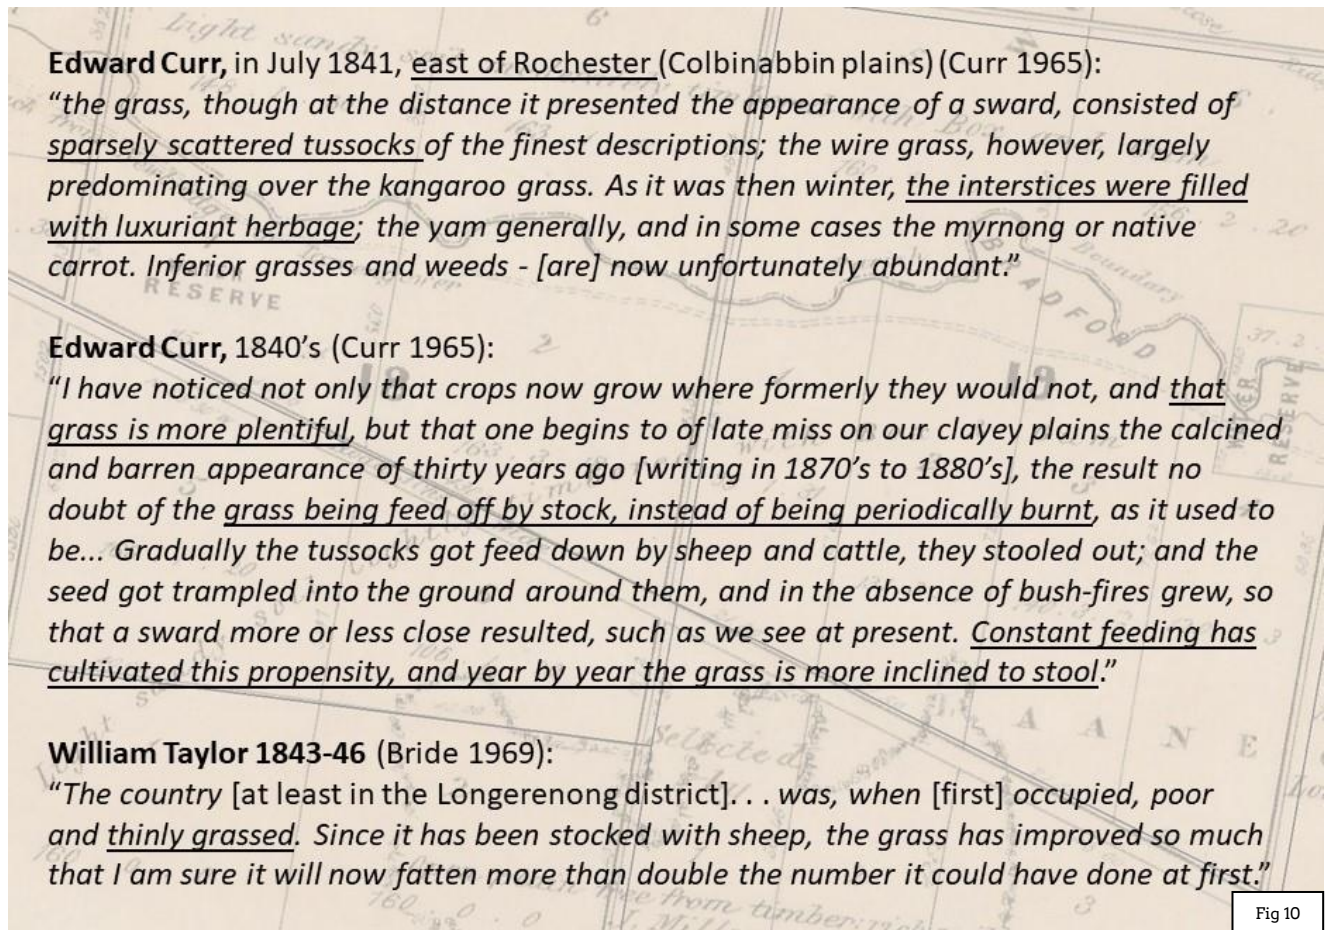 Edward Curr, in July 1841, east of Rochester (Colbinabbin plains) (Curr 1965):
“the grass, though at the distance it presented the appearance of a sward, consisted of
sparsely scattered tussocks of the finest descriptions; the wire grass, however, largely
predominating over the kangaroo grass. As it was then winter, the interstices were filled
with luxuriant herbage; the yam generally, and in some cases the myrnong or native
carrot. Inferior grasses and weeds - [are] now unfortunately abundant.”
Edward Curr, 1840’s (Curr 1965):
“I have noticed not only that crops now grow where formerly they would not, and that
grass is more plentiful, but that one begins to of late miss on our clayey plains the calcined
and barren appearance of thirty years ago [writing in 1870’s to 1880’s], the result no
doubt of the grass being feed off by stock, instead of being periodically burnt, as it used to
be... Gradually the tussocks got feed down by sheep and cattle, they stooled out; and the
seed got trampled into the ground around them, and in the absence of bush-fires grew, so
that a sward more or less close resulted, such as we see at present. Constant feeding has
cultivated this propensity, and year by year the grass is more inclined to stool.”
William Taylor 1843-46 (Bride 1969):
“The country [at least in the Longerenong district]. . . was, when [first] occupied, poor
and thinly grassed. Since it has been stocked with sheep, the grass has improved so much
that I am sure it will now fatten more than double the number it could have done at first.”
Fig 10
Light sandy
BRADFORD
RESERVE
WATER
RESERVE
18
19
A A N E
Selected
from timber